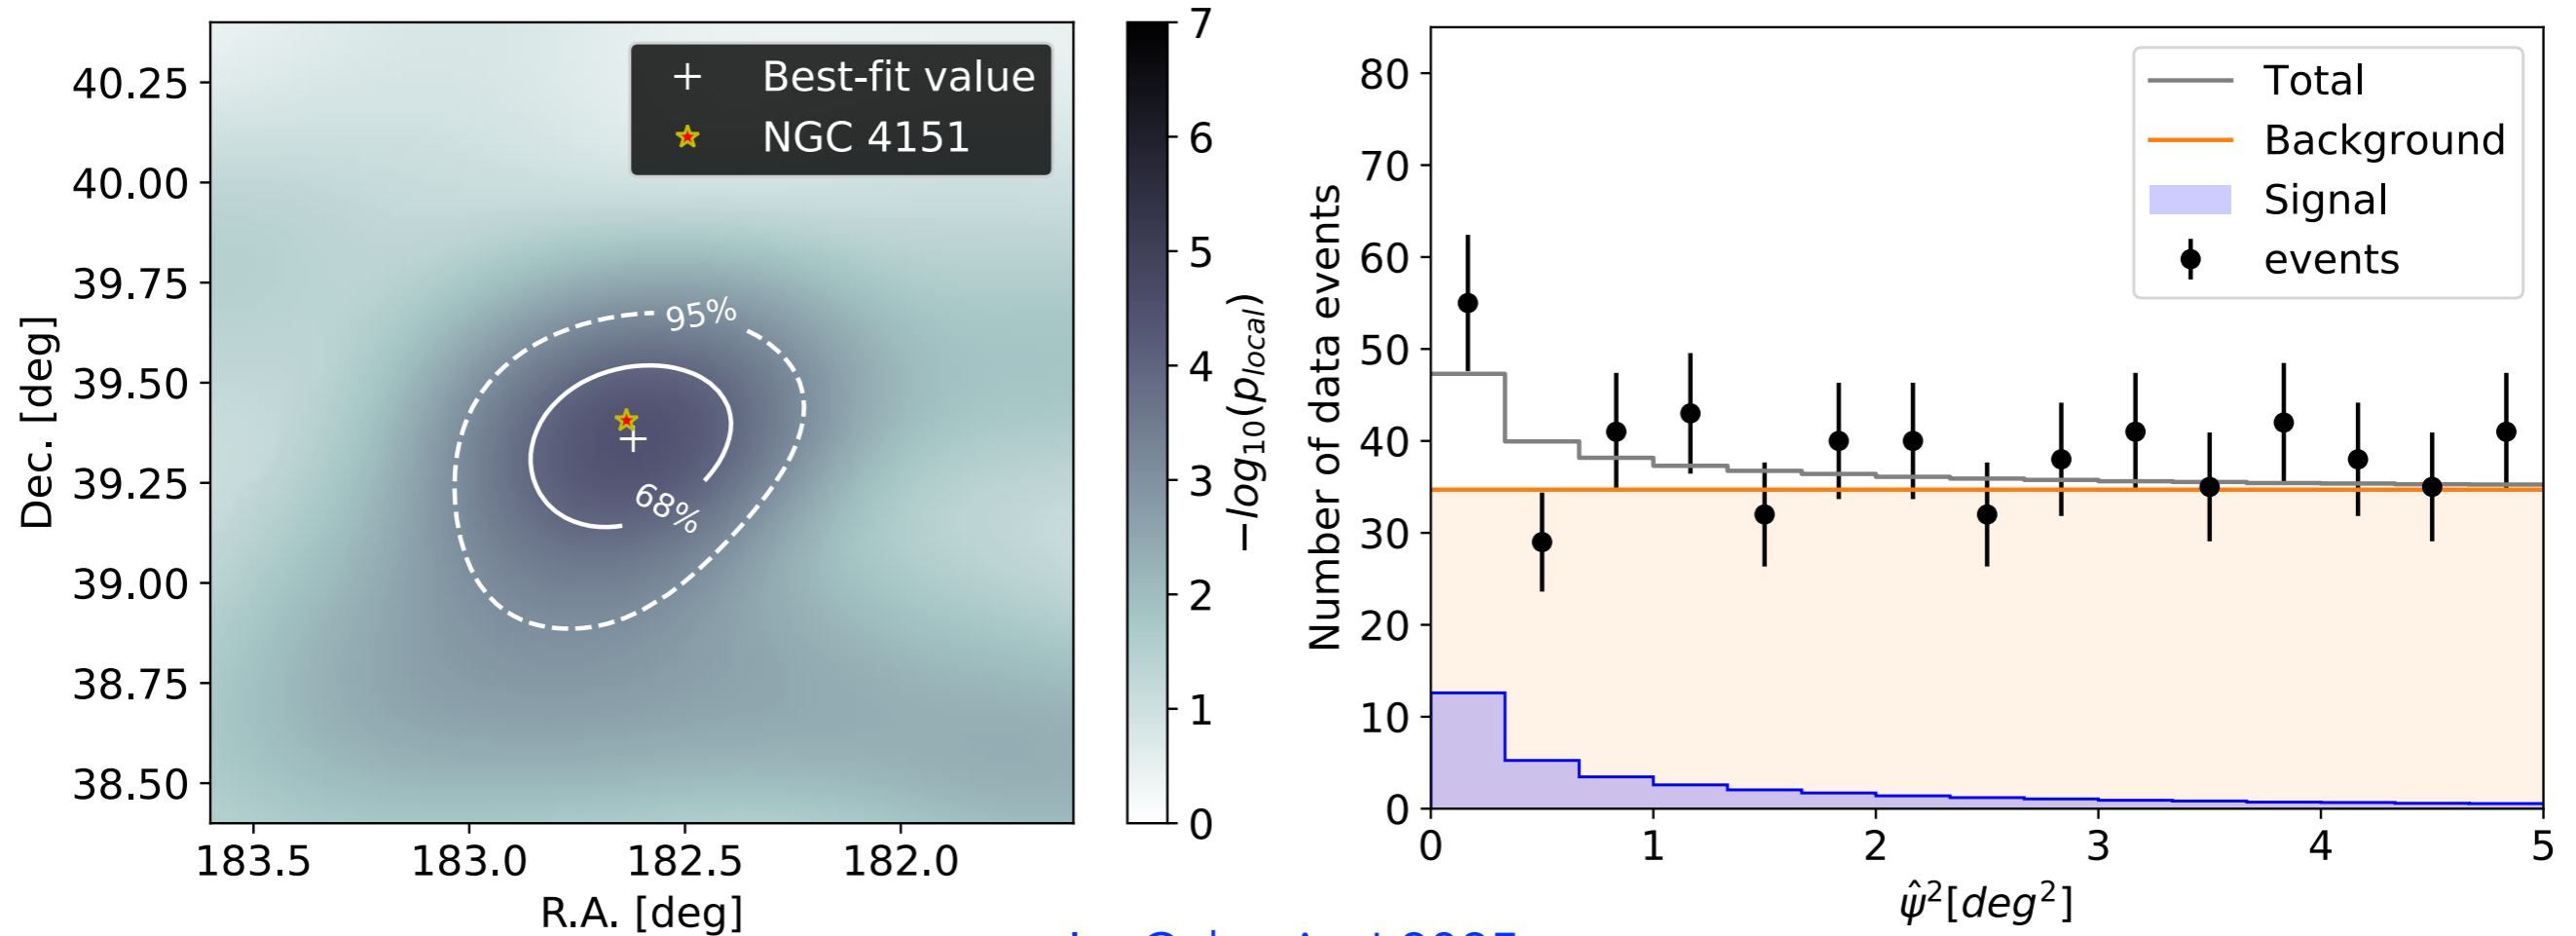 Best-fit value
NGC 4151
40.25
40.00
39.75
39.50
39.25
39.00
38.75
38.50
Dec. [deg]
95%
68%
183.5 183.0 182.5 182.0
R.A. [deg]
7
6
5
4
3
2
1
0
−log₁₀(p_local)
Total
Background
Signal
events
80
70
60
50
40
30
20
10
0
Number of data events
0 1 2 3 4 5
ψ̂²[deg²]